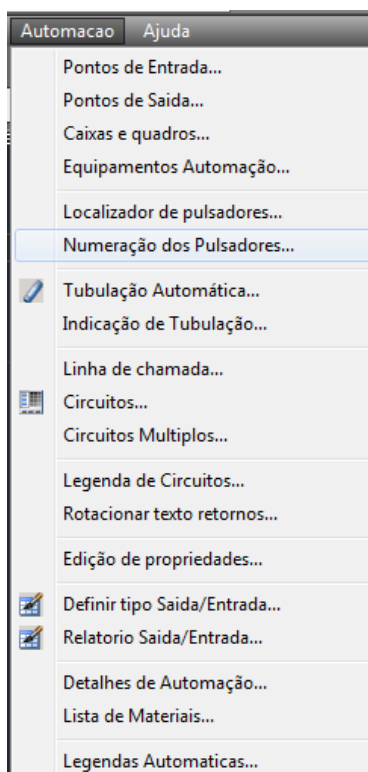 Automacao Ajuda
Pontos de Entrada...
Pontos de Saida...
Caixas e quadros...
Equipamentos Automação...
Localizador de pulsadores...
Numeração dos Pulsadores...
Tubulação Automática...
Indicação de Tubulação...
Linha de chamada...
Circuitos...
Circuitos Multiplos...
Legenda de Circuitos...
Rotacionar texto retornos...
Edição de propriedades...
Definir tipo Saida/Entrada...
Relatorio Saida/Entrada...
Detalhes de Automação...
Lista de Materiais...
Legendas Automaticas...